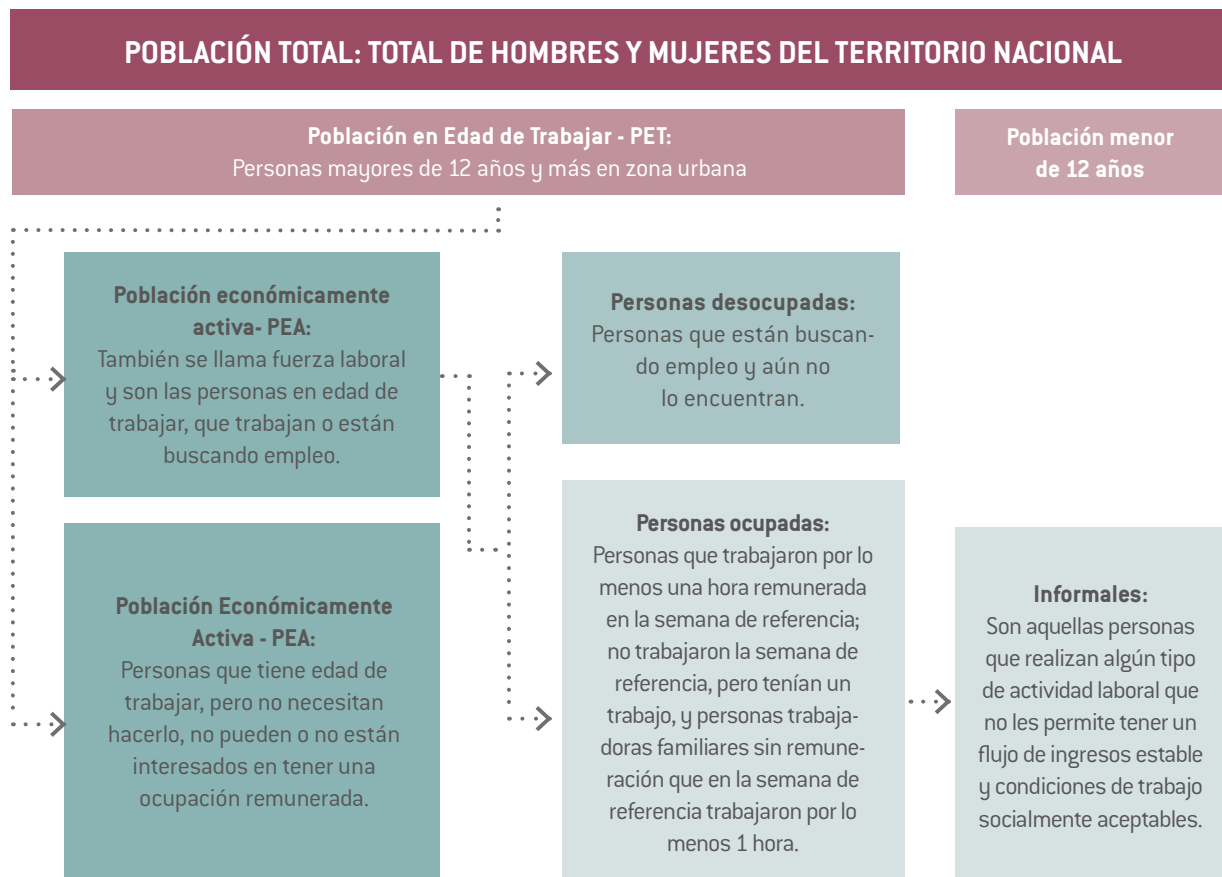 POBLACIÓN TOTAL: TOTAL DE HOMBRES Y MUJERES DEL TERRITORIO NACIONAL
Población en Edad de Trabajar - PET:
Personas mayores de 12 años y más en zona urbana
Población menor
de 12 años
Población económicamente
activa- PEA:
También se llama fuerza laboral
y son las personas en edad de
trabajar, que trabajan o están
buscando empleo.
Personas desocupadas:
Personas que están buscan-
do empleo y aún no
lo encuentran.
Población Económicamente
Activa - PEA:
Personas que tiene edad de
trabajar, pero no necesitan
hacerlo, no pueden o no están
interesados en tener una
ocupación remunerada.
Personas ocupadas:
Personas que trabajaron por lo
menos una hora remunerada
en la semana de referencia;
no trabajaron la semana de
referencia, pero tenían un
trabajo, y personas trabaja-
doras familiares sin remune-
ración que en la semana de
referencia trabajaron por lo
menos 1 hora.
Informales:
Son aquellas personas
que realizan algún tipo
de actividad laboral que
no les permite tener un
flujo de ingresos estable
y condiciones de trabajo
socialmente aceptables.